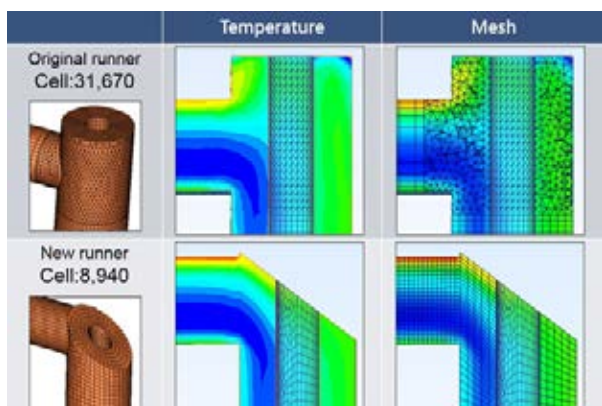 Temperature
Mesh
Original runner
Cell:31,670
New runner
Cell:8,940